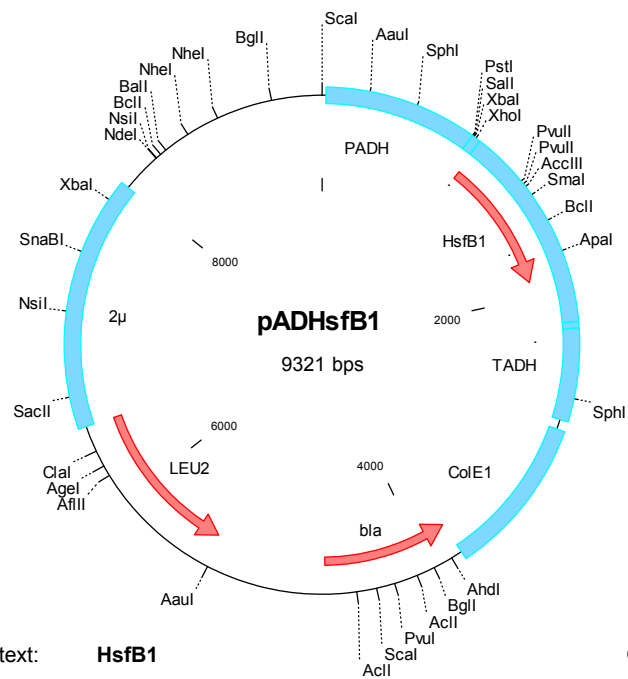 ScaI
AauI
SphI
PstI
SalI
XbaI
XhoI
PvuII
PvuII
AccIII
SmaI
BclI
ApaI
SphI
AhdI
BglI
AclI
PvuI
ScaI
AclI
AauI
AflII
AgeI
ClaI
SacII
NsiI
SnaBI
XbaI
NdeI
NsiI
BclI
BalI
NheI
NheI
BglI
PADH
HsfB1
2000
TADH
ColE1
4000
bla
LEU2
6000
2µ
8000
pADHsfB1
9321 bps
text: HsfB1